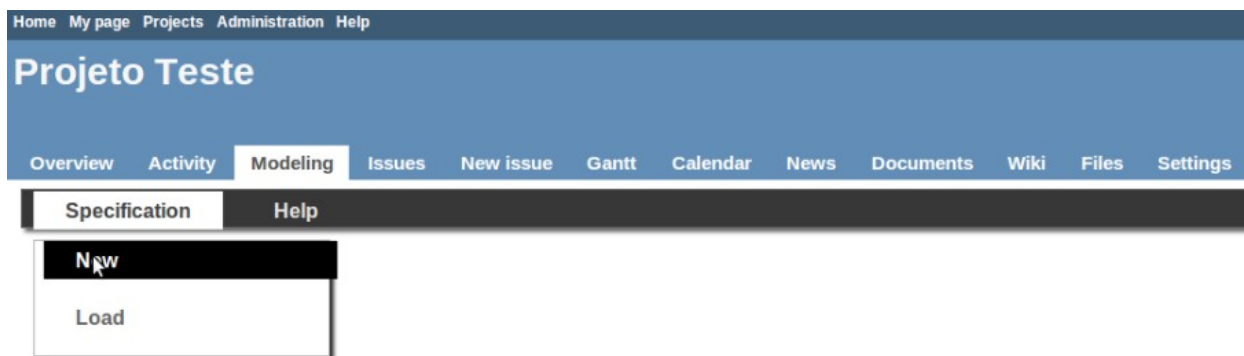 Home My page Projects Administration Help
Projeto Teste
Overview Activity Modeling Issues New issue Gantt Calendar News Documents Wiki Files Settings
Specification Help
New
Load